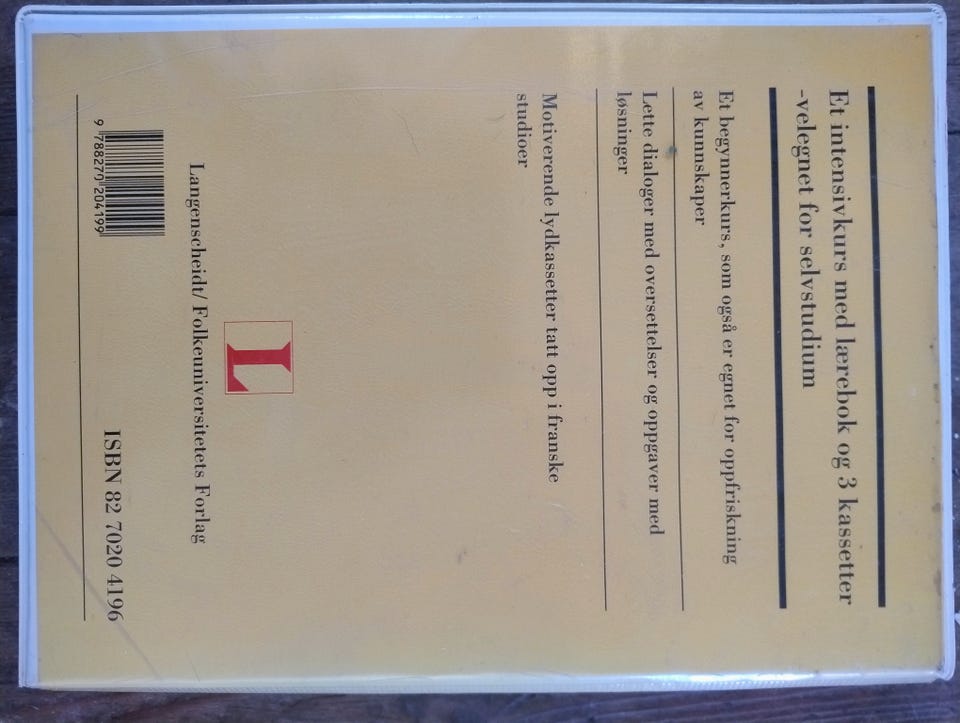 Et intensivkurs med lærebok og 3 kassetter
-velegnet for selvstudium
Et begynnerkurs, som også er egnet for oppfriskning
av kunnskaper
Lette dialoger med oversettelser og oppgaver med
løsninger
Motiverende lydkassetter tatt opp i franske
studioer
L
Langenscheidt/ Folkeuniversitetets Forlag
9 788270 204199
ISBN 82 7020 4196